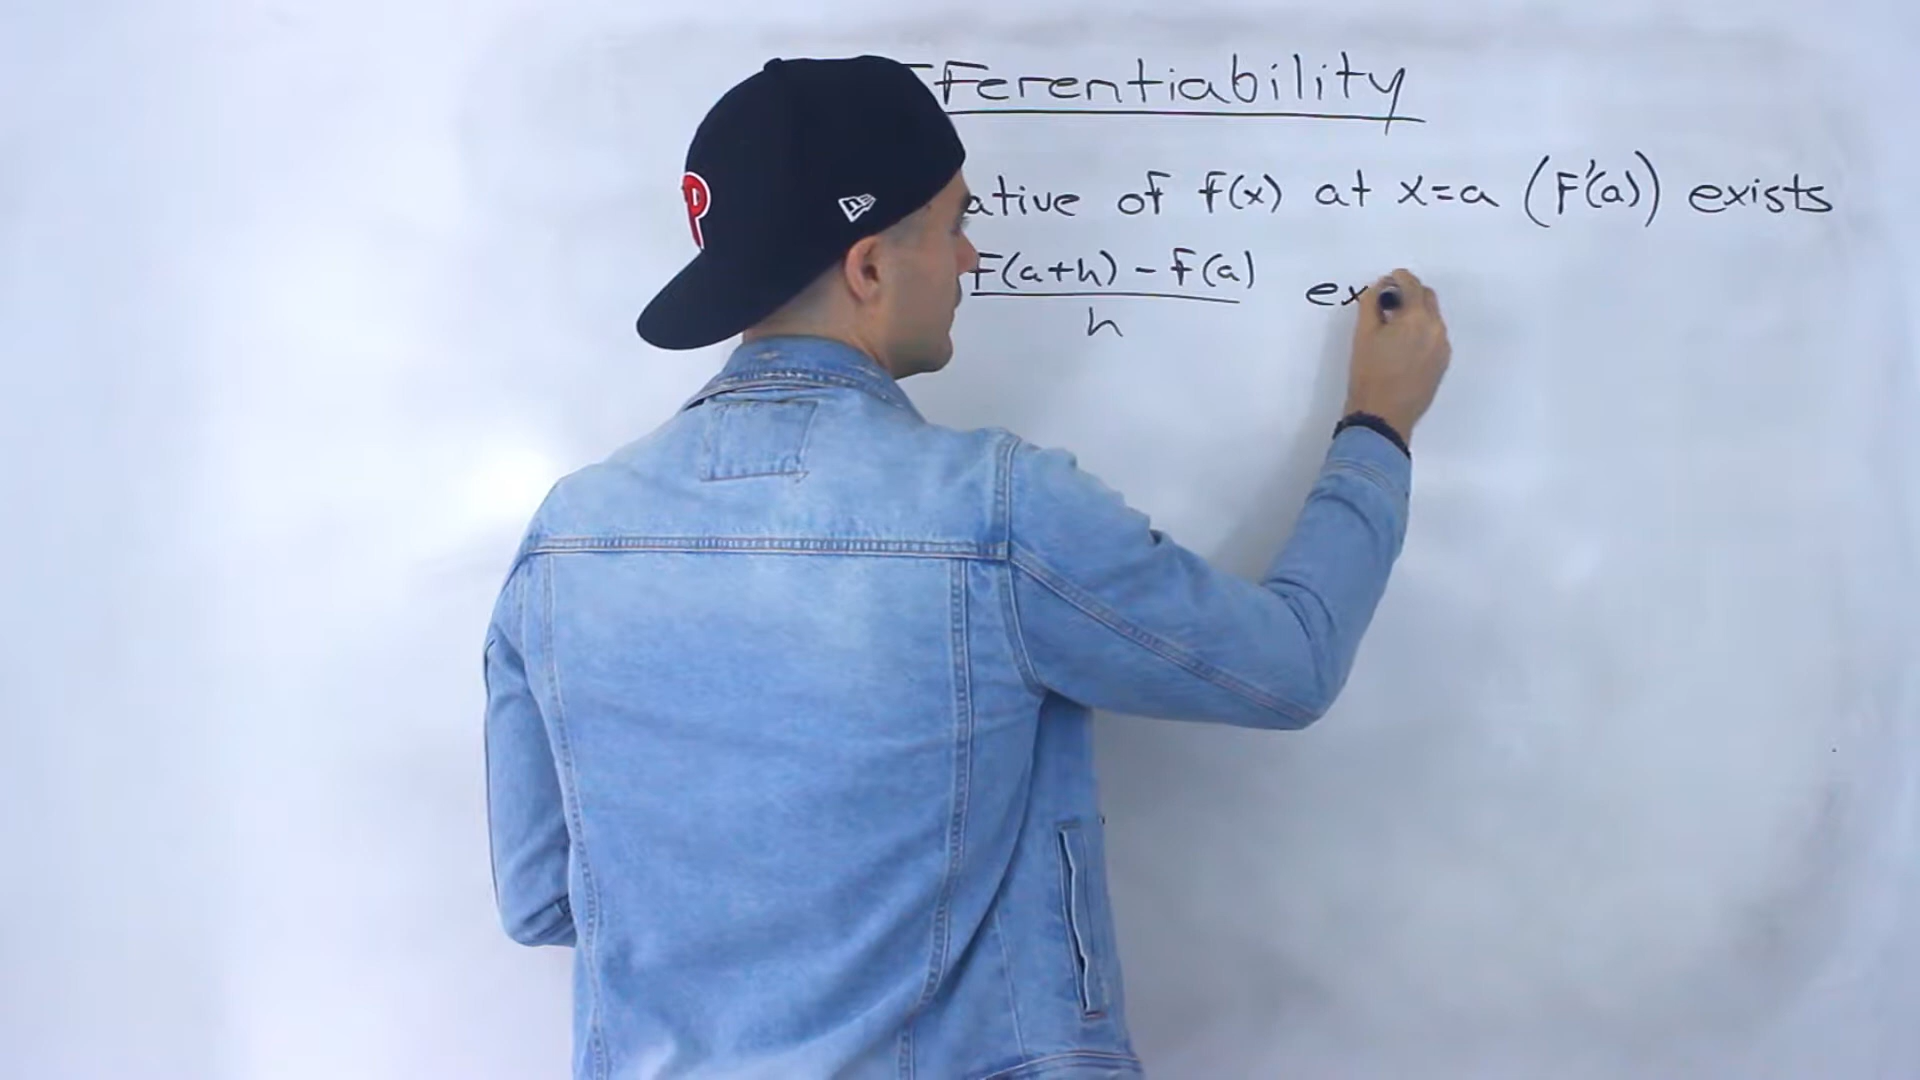 fferentiability
ative of f(x) at x=a (f'(a)) exists
f(a+h) - f(a)
h
ex
P